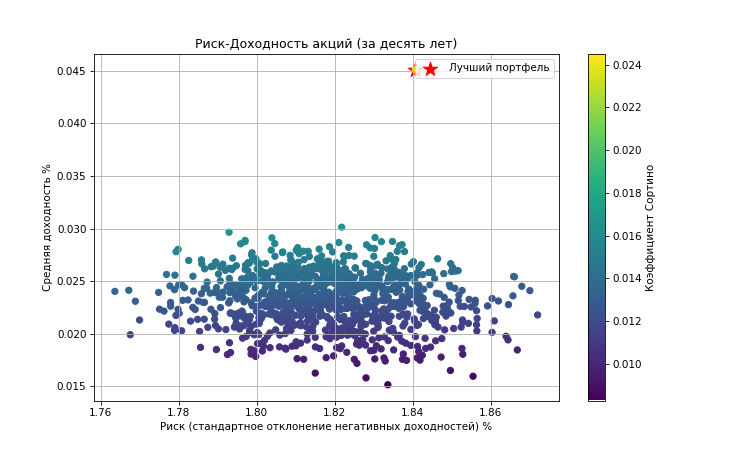 Риск-Доходность акций (за десять лет)
Лучший портфель
Средняя доходность %
0.045
0.040
0.035
0.030
0.025
0.020
0.015
1.76 1.78 1.80 1.82 1.84 1.86
Риск (стандартное отклонение негативных доходностей) %
0.024
0.022
0.020
0.018
0.016
0.014
0.012
0.010
Коэффициент Сортино